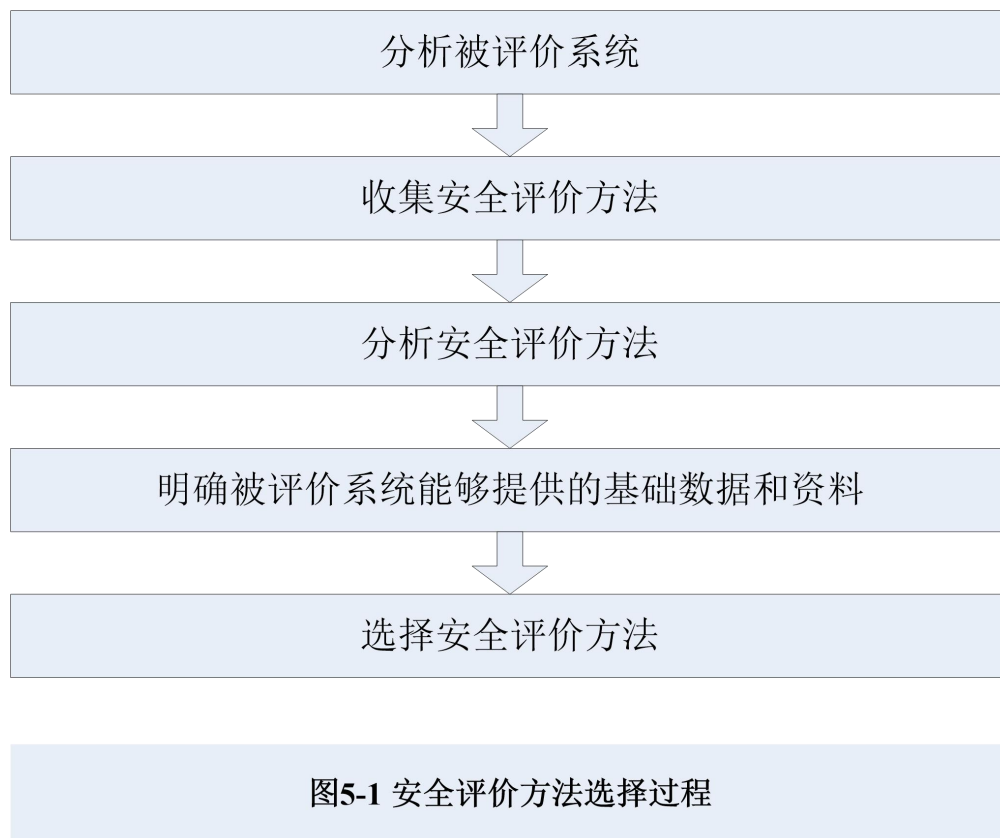 分析被评价系统
收集安全评价方法
分析安全评价方法
明确被评价系统能够提供的基础数据和资料
选择安全评价方法
图5-1 安全评价方法选择过程